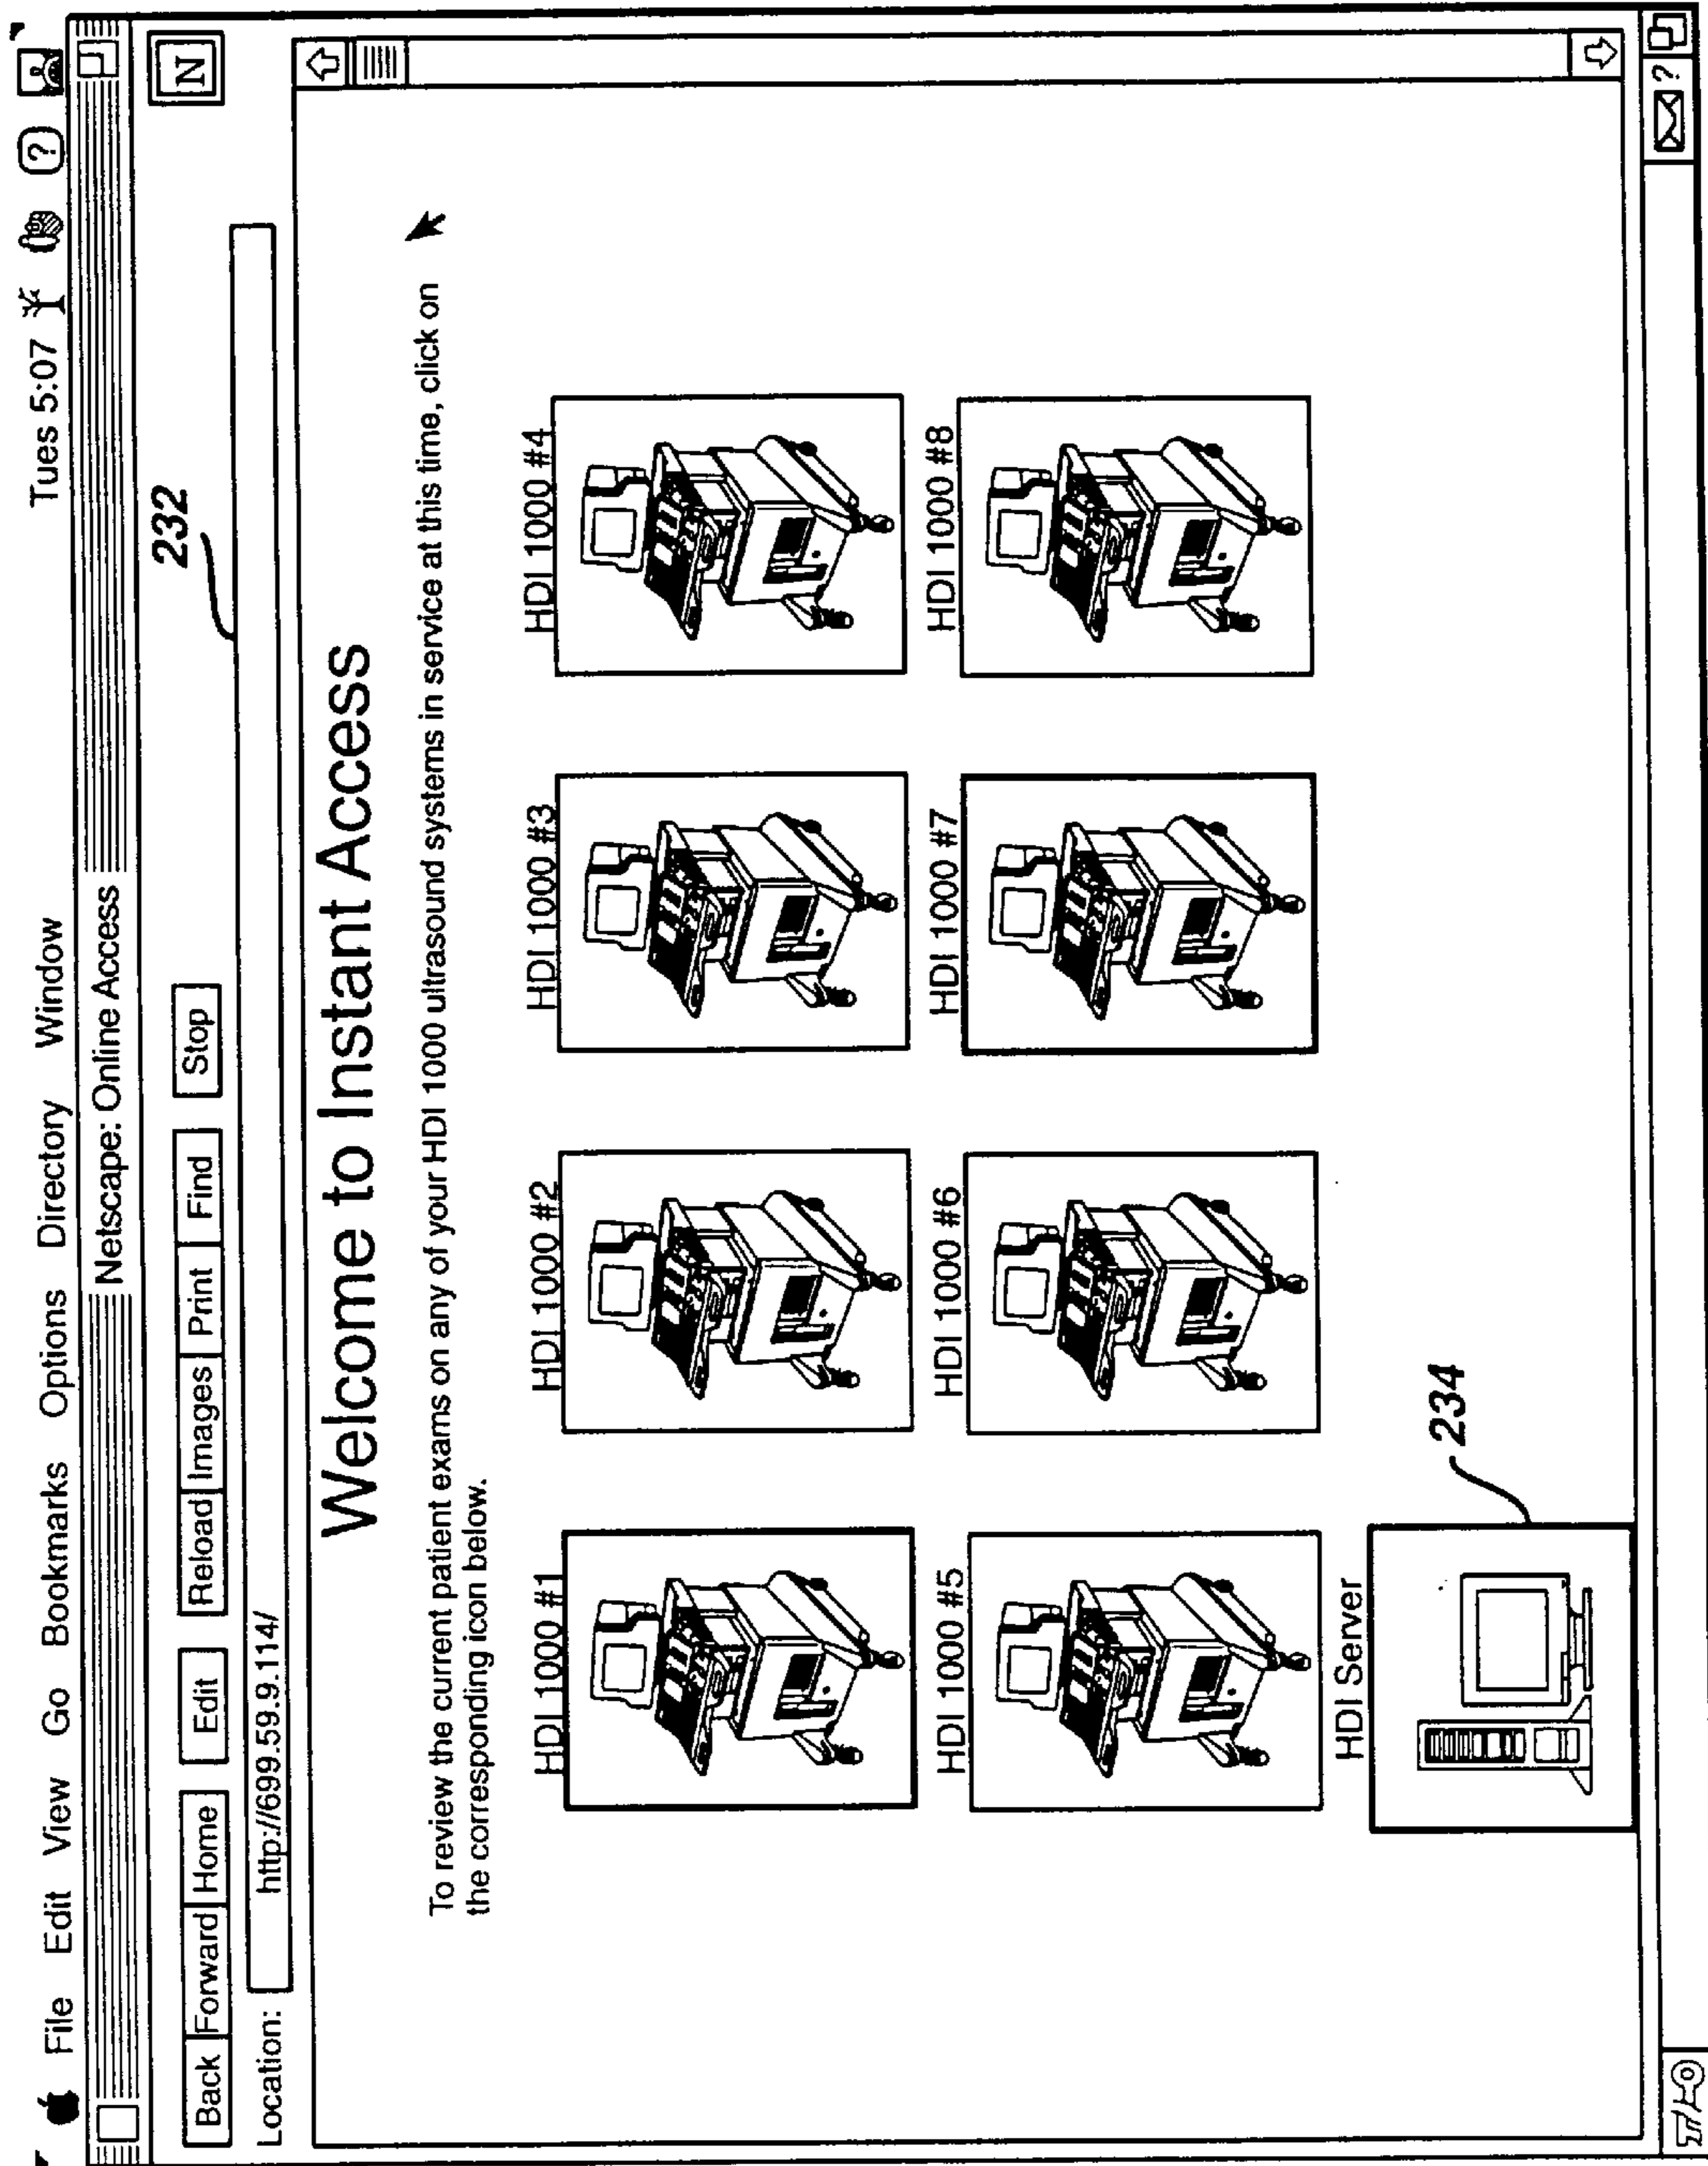 File Edit View Go Bookmarks Options Directory Window Tues 5:07 ?
Netscape: Online Access
232
Back Forward Home Edit Reload Images Print Find Stop N
Location: http://699.59.9.114/
Welcome to Instant Access
To review the current patient exams on any of your HDI 1000 ultrasound systems in service at this time, click on
the corresponding icon below.
HDI 1000 #1 HDI 1000 #2 HDI 1000 #3 HDI 1000 #4
HDI 1000 #5 HDI 1000 #6 HDI 1000 #7 HDI 1000 #8
HDI Server
234
?